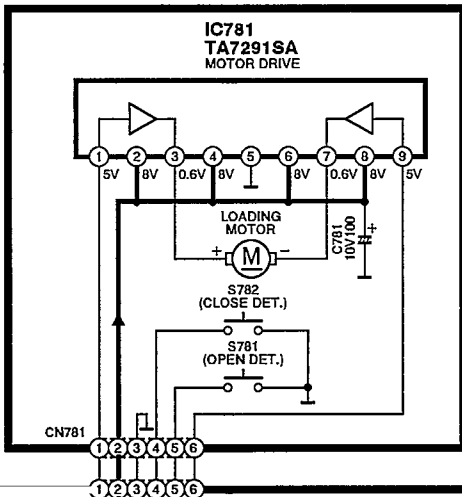 IC781
TA7291SA
MOTOR DRIVE
1 2 3 4 5 6 7 8 9
5V 8V 0.6V 8V 8V 0.6V 8V 5V
LOADING
MOTOR
+ M -
C781
10V100
+
S782
(CLOSE DET.)
S781
(OPEN DET.)
CN781
1 2 3 4 5 6
1 2 3 4 5 6